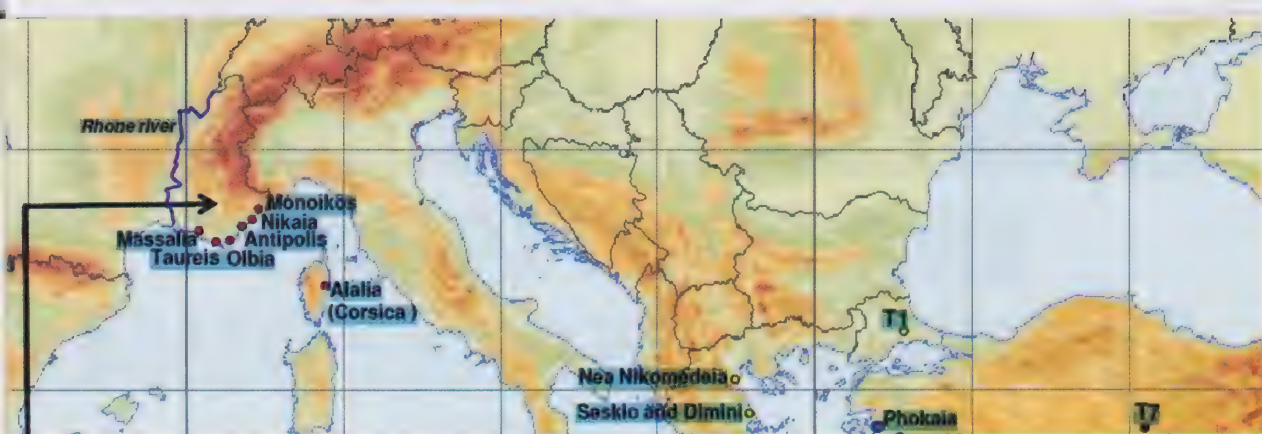 Rhone river
Monoikos
Nikaia
Massalia
Antipolis
Taureis Olbia
Alalia
(Corsica )
T1
Nea Nikomedeia
Seskio and Dimini
Phokaia
T7